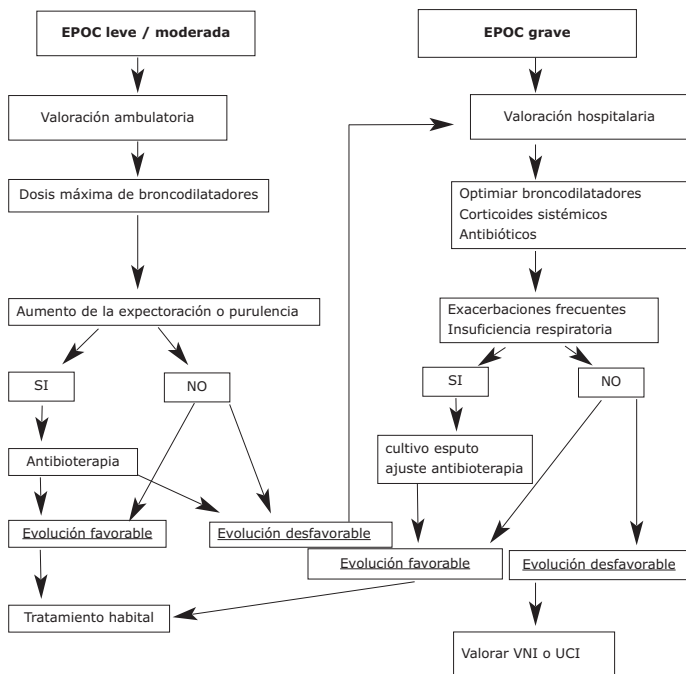 EPOC leve / moderada
Valoración ambulatoria
Dosis máxima de broncodilatadores
Aumento de la expectoración o purulencia
SI
NO
Antibioterapia
Evolución favorable
Evolución desfavorable
Tratamiento habital
EPOC grave
Valoración hospitalaria
Optimiar broncodilatadores
Corticoides sistémicos
Antibióticos
Exacerbaciones frecuentes
Insuficiencia respiratoria
SI
NO
cultivo esputo
ajuste antibioterapia
Evolución favorable
Evolución desfavorable
Valorar VNI o UCI